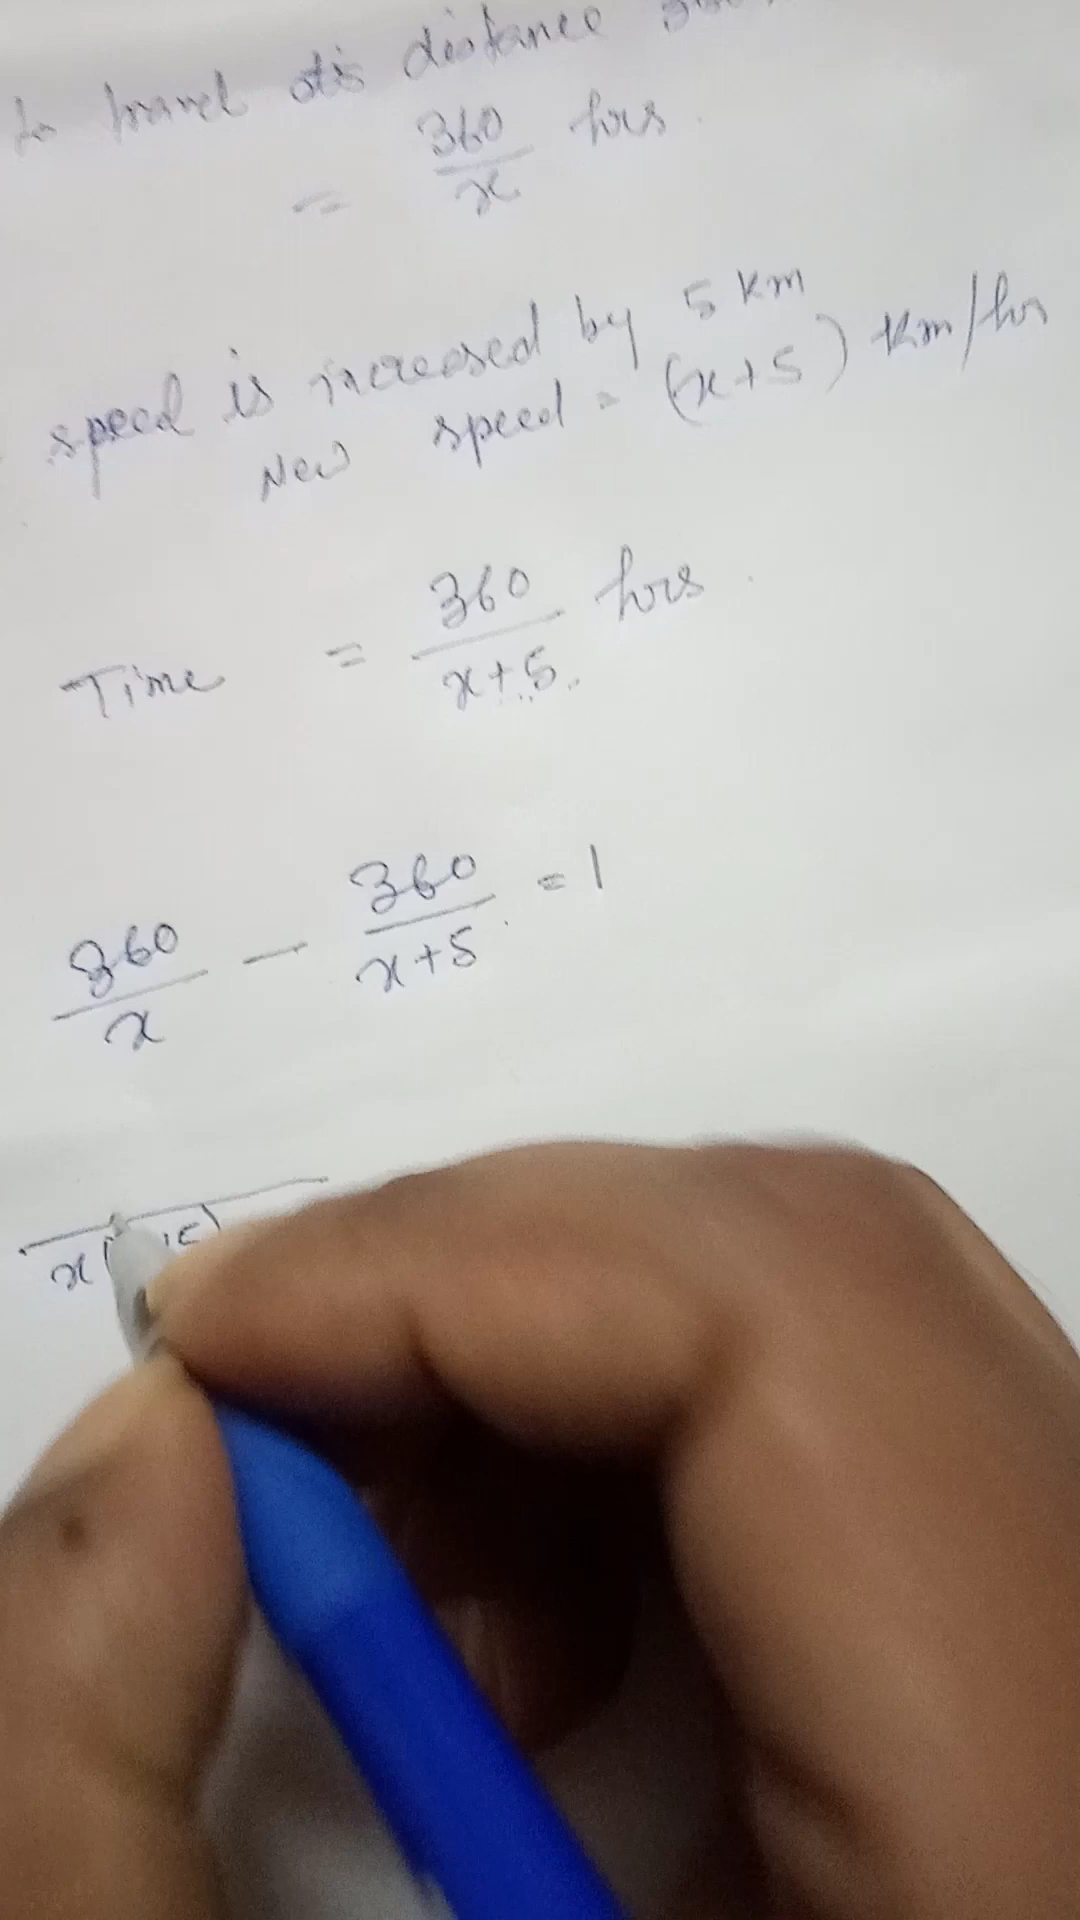 to travel dis distance
= 360/x hrs
speed is increased by 5 km
New speed = (x+5) km/hr
Time = 360/x+5 hrs
360/x - 360/x+5 = 1
x(